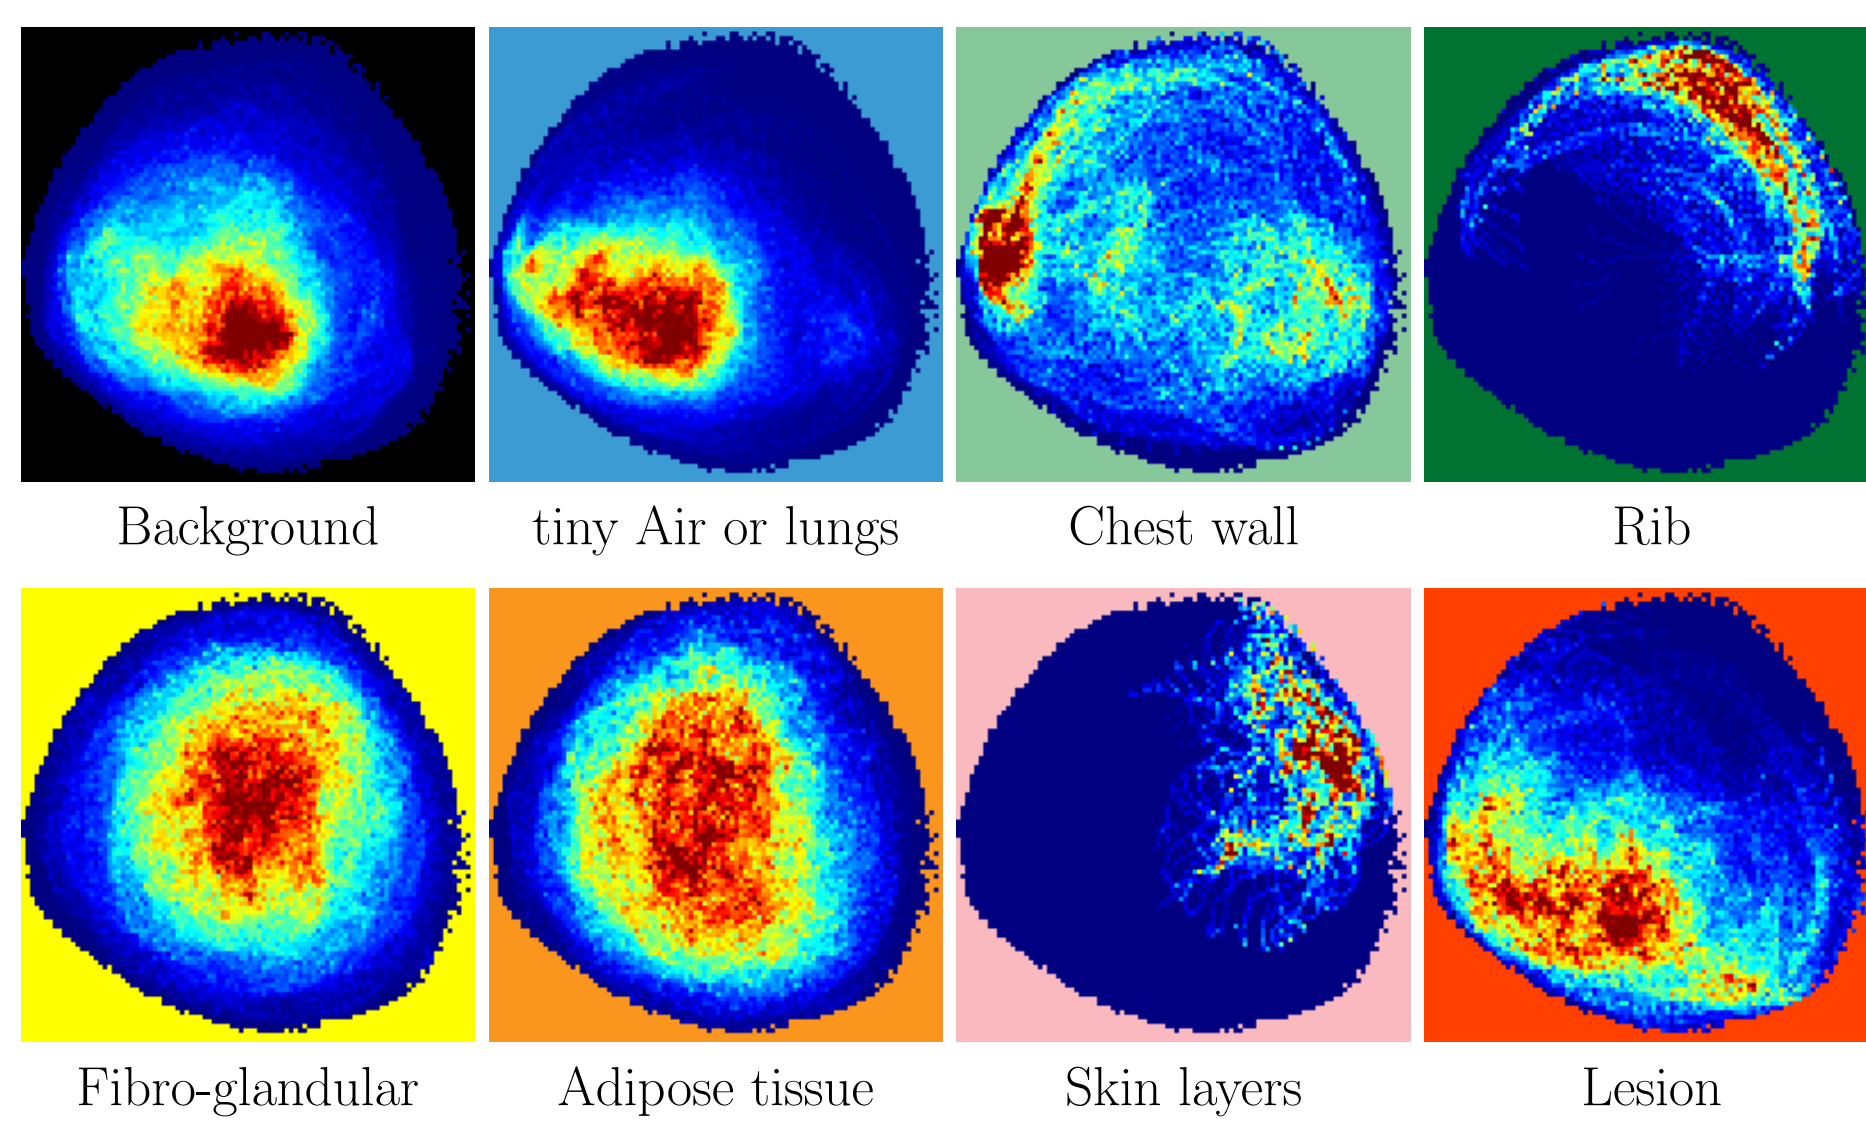 Background
tiny Air or lungs
Chest wall
Rib
Fibro-glandular
Adipose tissue
Skin layers
Lesion